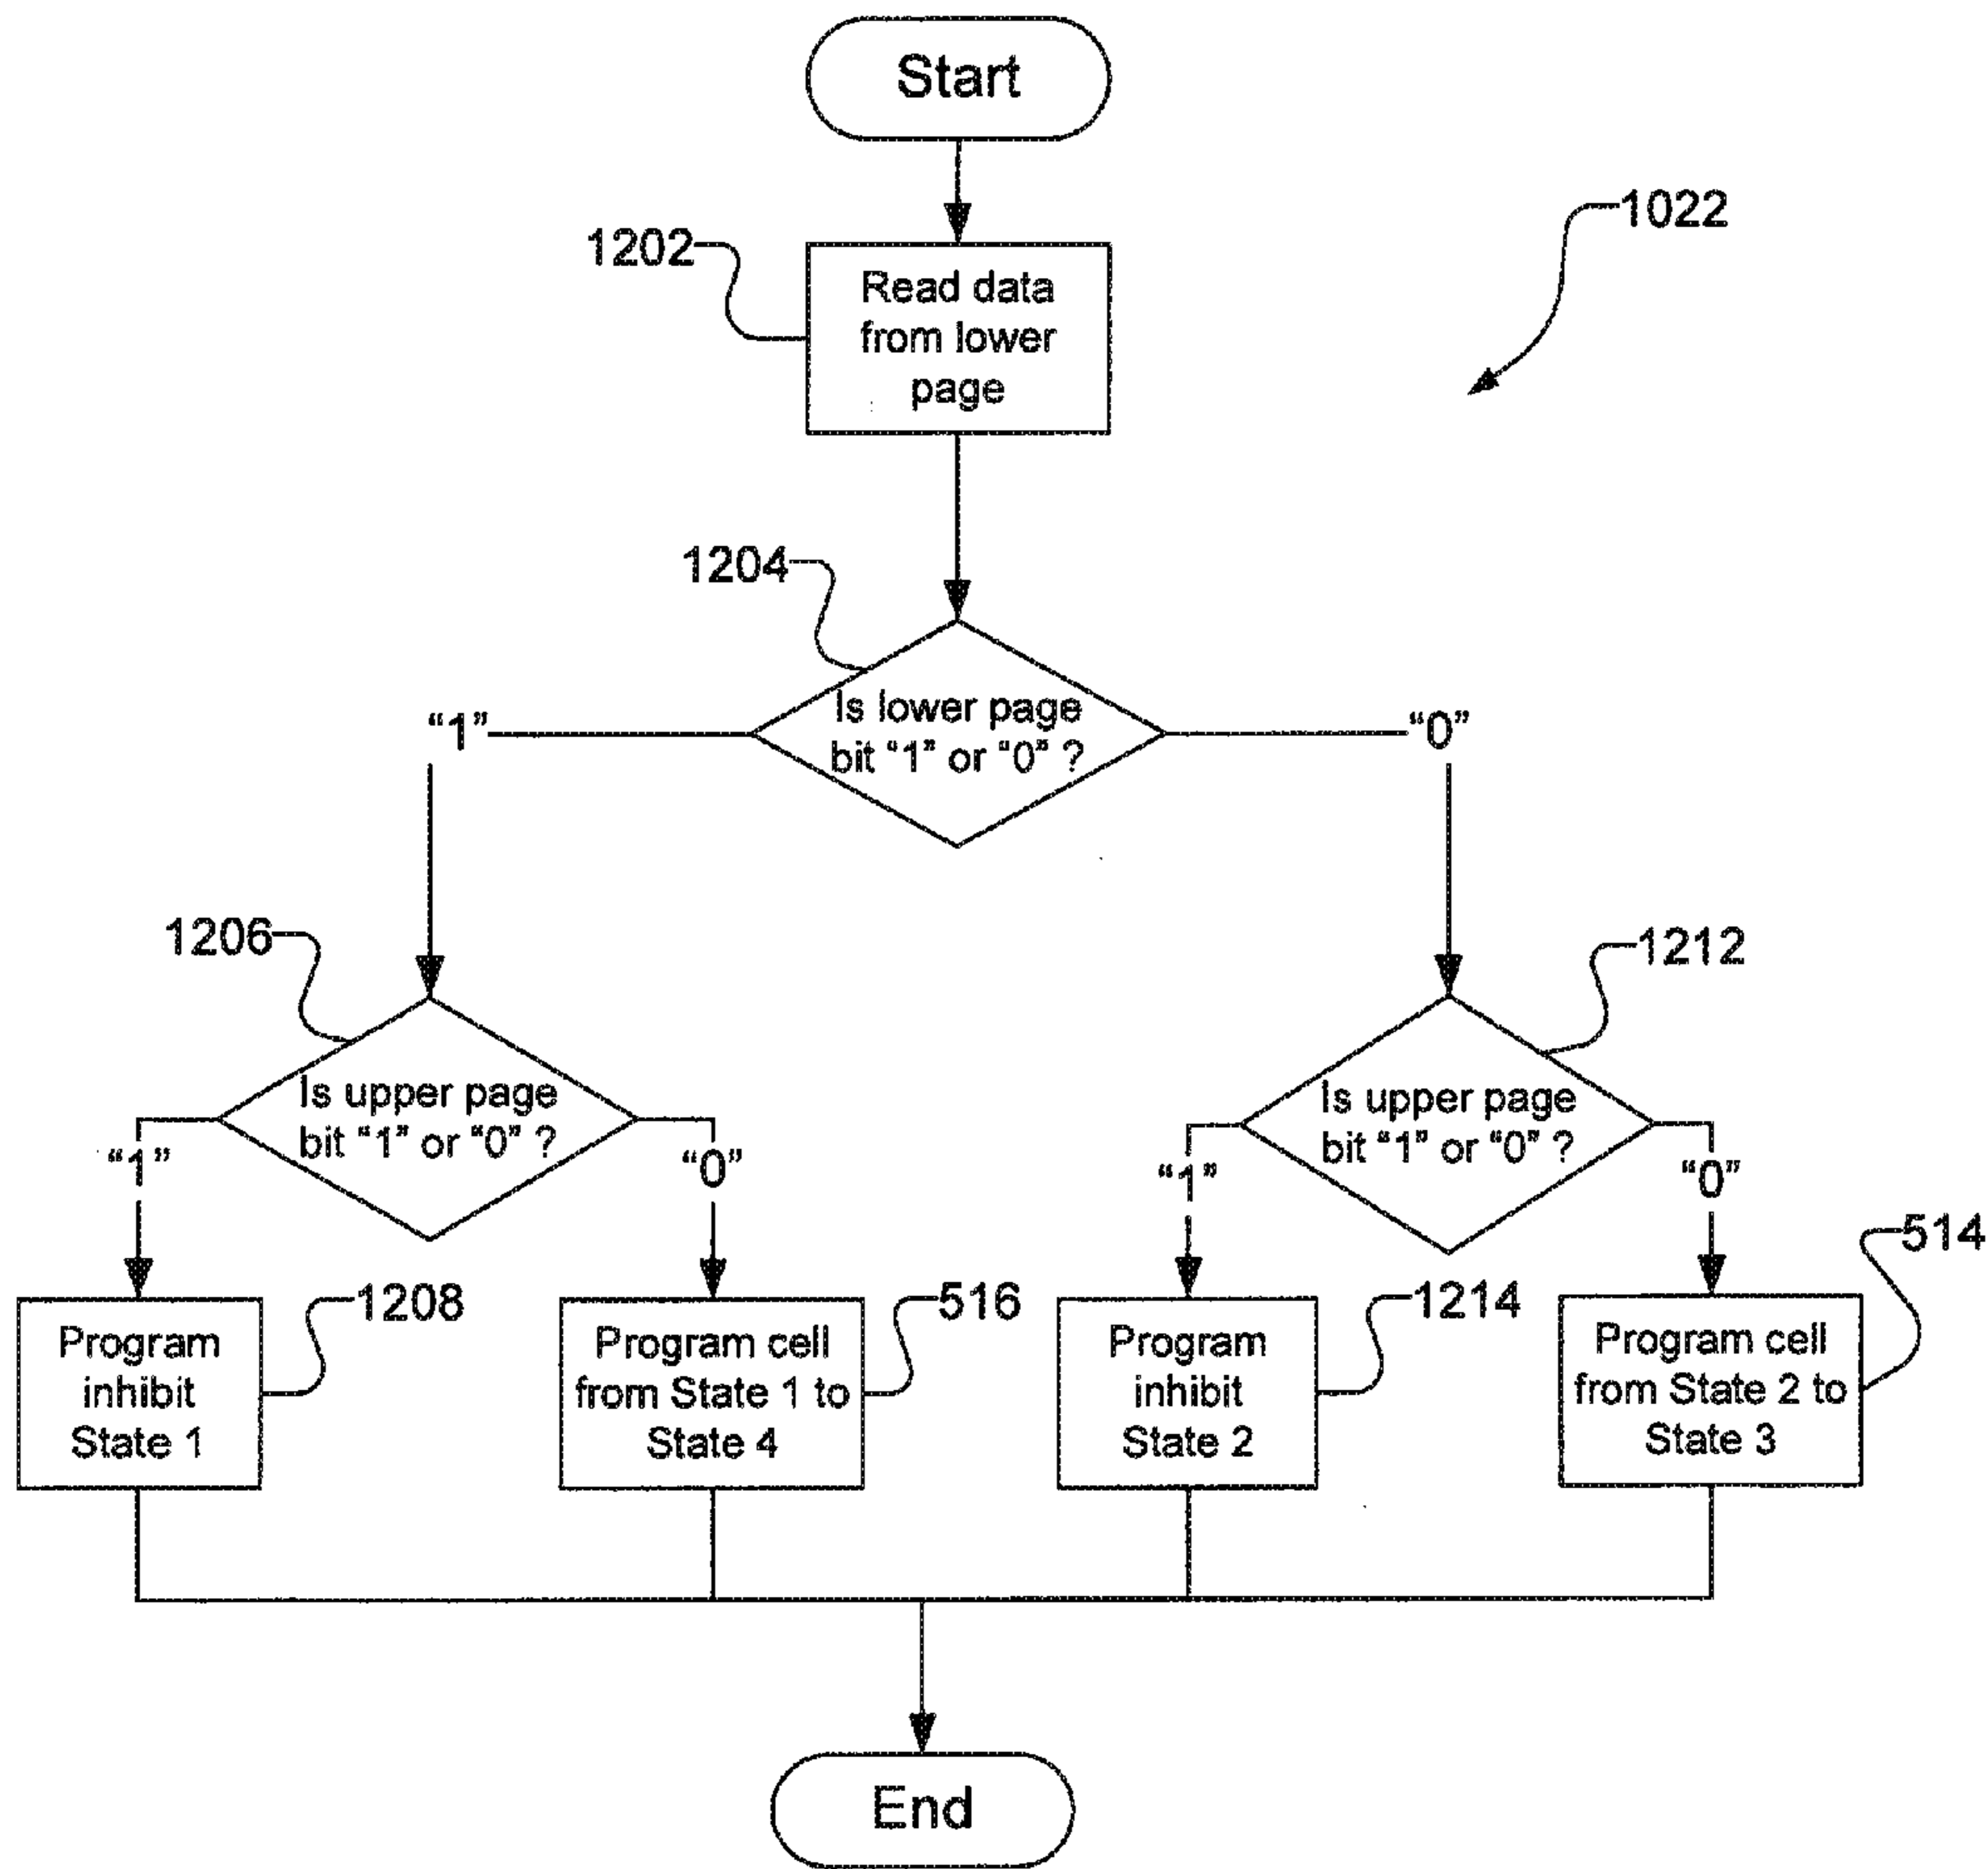 Start
1022
1202
Read data
from lower
page
1204
Is lower page
bit “1” or “0” ?
“1”
“0”
1206
Is upper page
bit “1” or “0” ?
“1”
“0”
1212
Is upper page
bit “1” or “0” ?
“1”
“0”
1208
Program
inhibit
State 1
516
Program cell
from State 1 to
State 4
1214
Program
inhibit
State 2
514
Program cell
from State 2 to
State 3
End